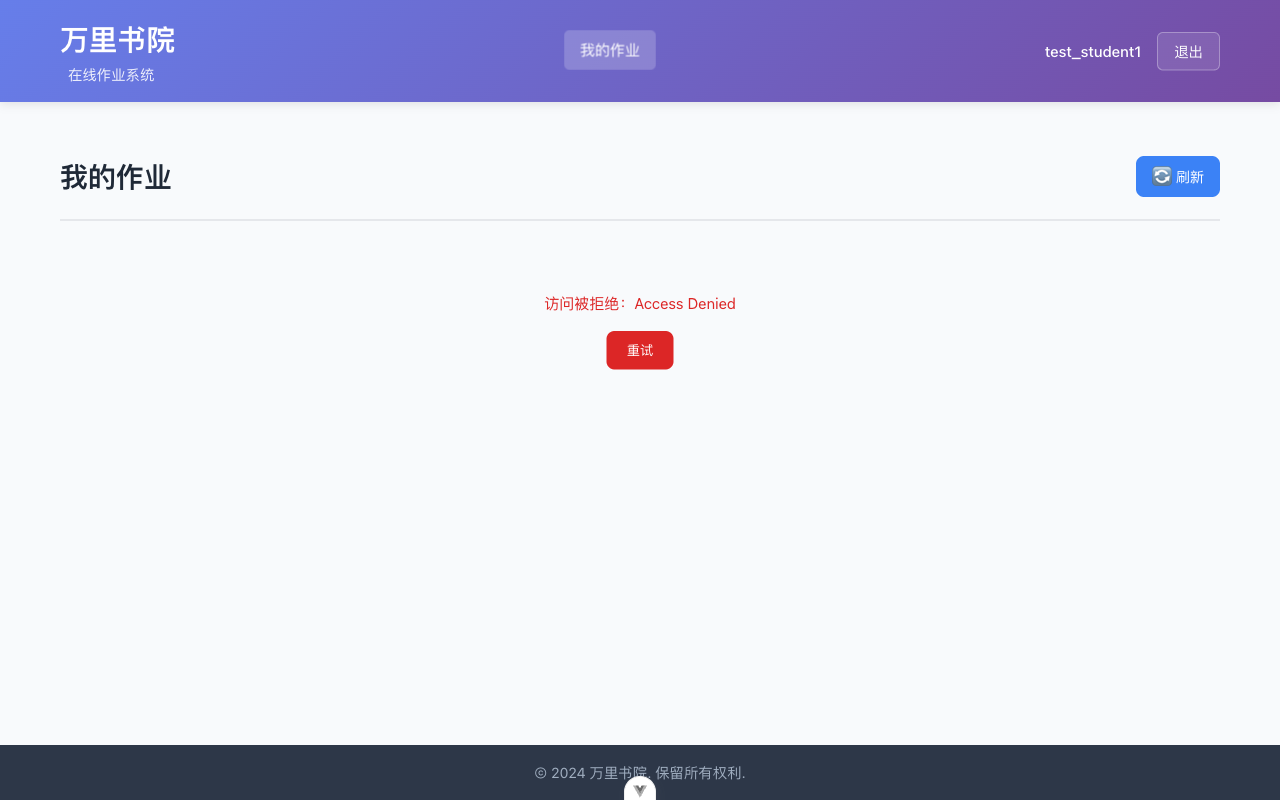 万里书院
在线作业系统
我的作业
test_student1
退出
我的作业
刷新
访问被拒绝：Access Denied
重试
© 2024 万里书院. 保留所有权利.